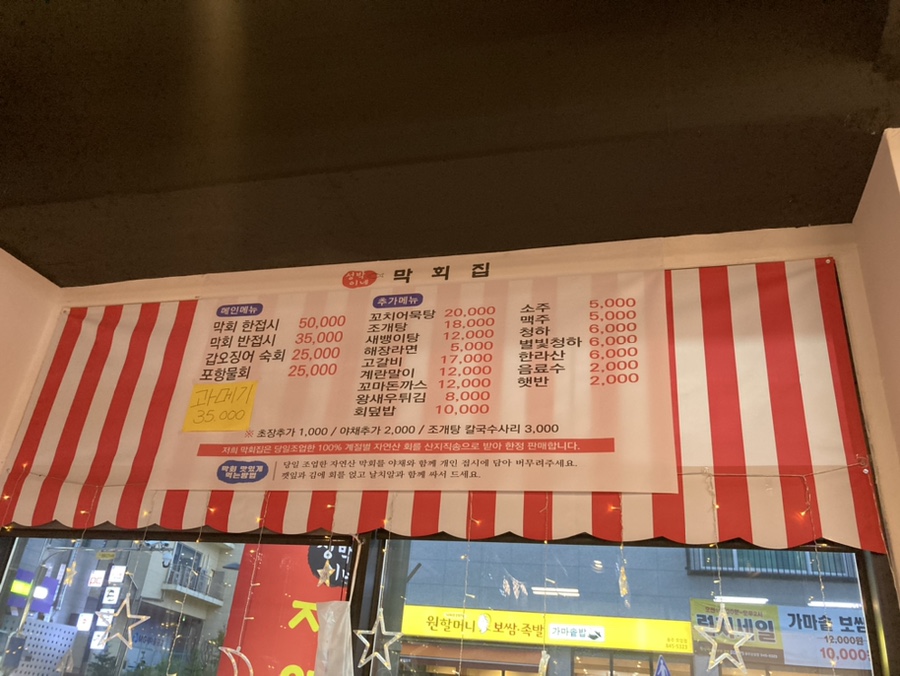 정박이네 막회집
메인메뉴
막회 한접시 50,000
막회 반접시 35,000
갑오징어 숙회 25,000
포항물회 25,000
과메기
35.000
추가메뉴
꼬치어묵탕 20,000
조개탕 18,000
새뱅이탕 12,000
해장라면 5,000
고갈비 17,000
계란말이 12,000
꼬마돈까스 12,000
왕새우튀김 8,000
회덮밥 10,000
소주 5,000
맥주 5,000
청하 6,000
별빛청하 6,000
한라산 6,000
음료수 2,000
햇반 2,000
※ 초장추가 1,000 / 야채추가 2,000 / 조개탕 칼국수사리 3,000
저희 막회집은 당일조업한 100% 계절별 자연산 회를 산지직송으로 받아 한정 판매합니다.
막회 맛있게
먹는방법
당일 조업한 자연산 막회를 야채와 함께 개인 접시에 담아 버무려주세요.
깻잎과 김에 회를 얹고 날치알과 함께 싸서 드세요.
원할머니 보쌈·족발
가마솥밥
런치세일
가마솥 보쌈
12,000원
10,000